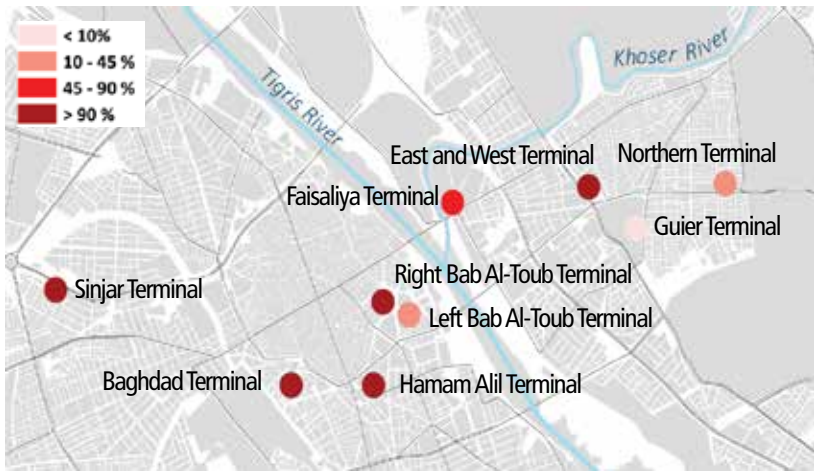 < 10%
10 - 45 %
45 - 90 %
> 90 %
Tigris River
Khoser River
East and West Terminal
Northern Terminal
Faisaliya Terminal
Guier Terminal
Right Bab Al-Toub Terminal
Sinjar Terminal
Left Bab Al-Toub Terminal
Baghdad Terminal
Hamam Alil Terminal